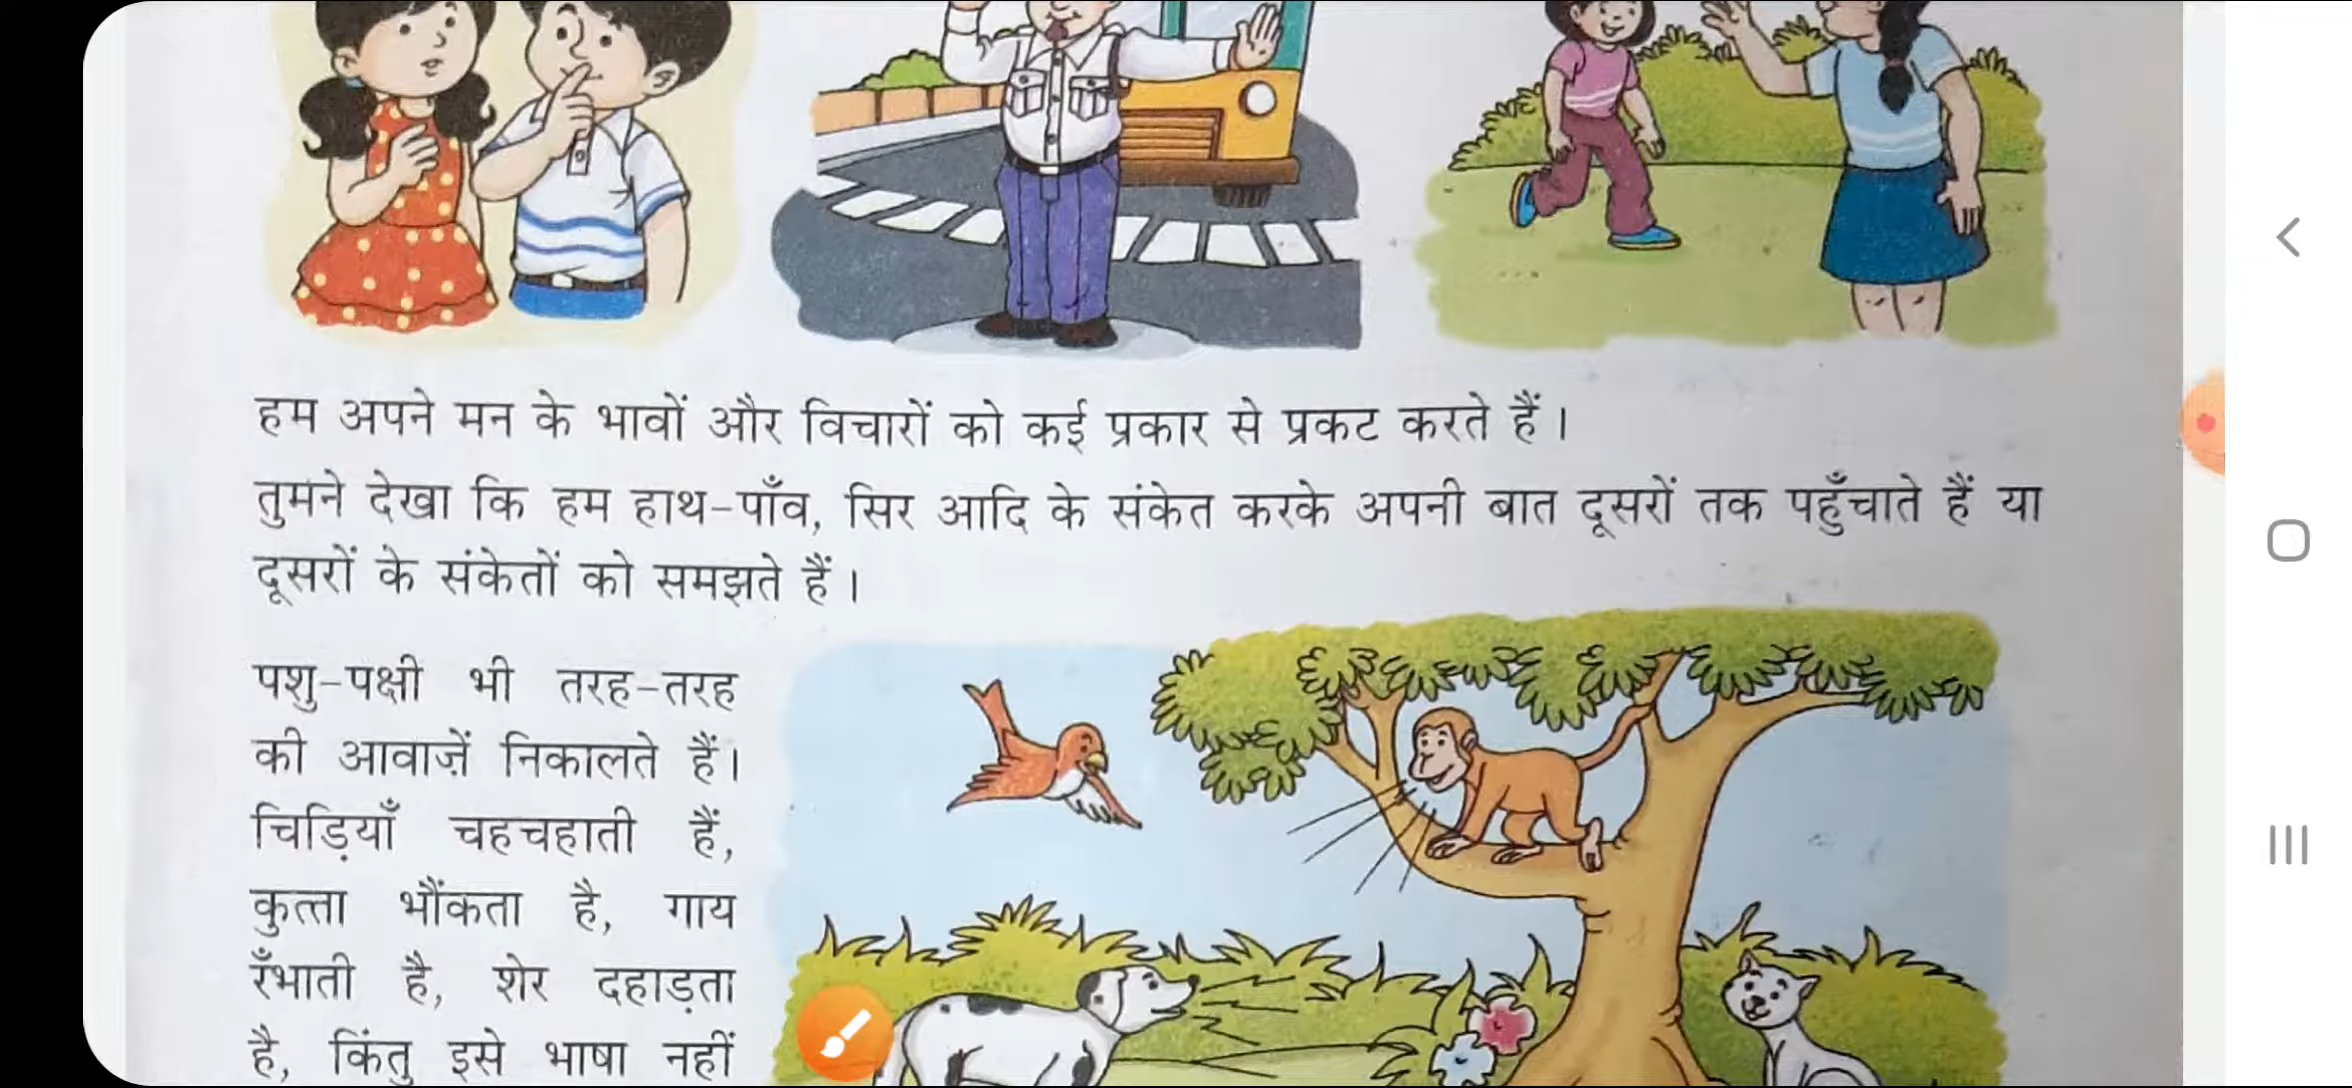 हम अपने मन के भावों और विचारों को कई प्रकार से प्रकट करते हैं।
तुमने देखा कि हम हाथ-पाँव, सिर आदि के संकेत करके अपनी बात दूसरों तक पहुँचाते हैं या
दूसरों के संकेतों को समझते हैं।
पशु-पक्षी भी तरह-तरह
की आवाज़ें निकालते हैं।
चिड़ियाँ चहचहाती हैं,
कुत्ता भौंकता है, गाय
रँभाती है, शेर दहाड़ता
है, किंतु इसे भाषा नहीं